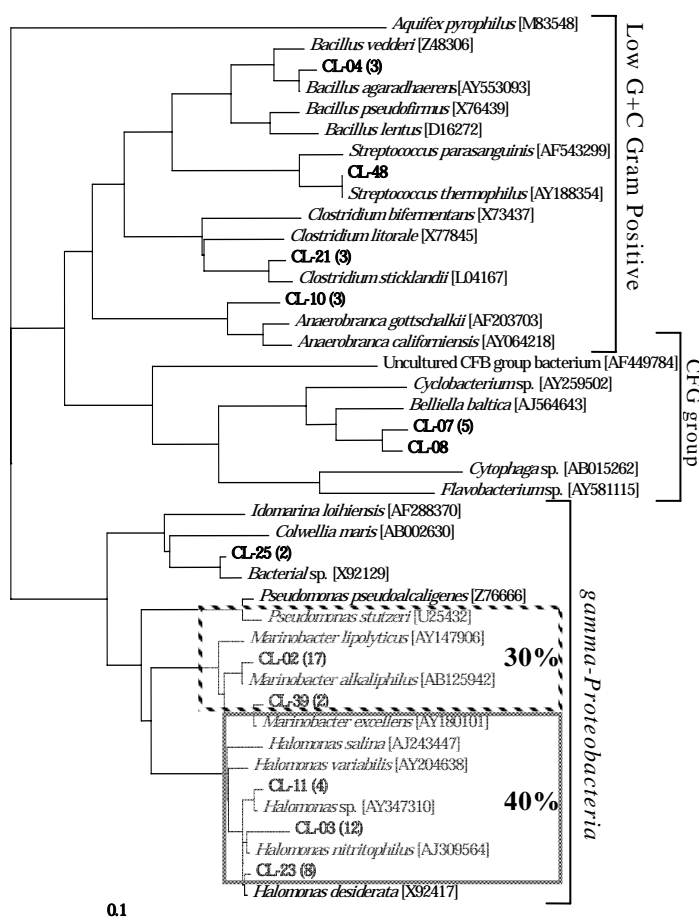 Aquifex pyrophilus [M83548]
Bacillus vedderi [Z48306]
CL-04 (3)
Bacillus agaradhaerens [AY553093]
Bacillus pseudofirmus [X76439]
Bacillus lentus [D16272]
Streptococcus parasanguinis [AF543299]
CL-48
Streptococcus thermophilus [AY188354]
Clostridium bifermentans [X73437]
Clostridium litorale [X77845]
CL-21 (3)
Clostridium sticklandii [L04167]
CL-10 (3)
Anaerobranca gottschalkii [AF203703]
Anaerobranca californiensis [AY064218]
Low G+C Gram Positive
Uncultured CFB group bacterium [AF449784]
Cyclobacterium sp. [AY259502]
Belliella baltica [AJ564643]
CL-07 (5)
CL-08
Cytophaga sp. [AB015262]
Flavobacterium sp. [AY581115]
CFG group
Idomarina loihiensis [AF288370]
Colwellia maris [AB002630]
CL-25 (2)
Bacterial sp. [X92129]
Pseudomonas pseudoalcaligenes [Z76666]
Pseudomonas stutzeri [U25432]
Marinobacter lipolyticus [AY147906]
30%
CL-02 (17)
Marinobacter alkaliphilus [AB125942]
CL-39 (2)
Marinobacter excellens [AY180101]
Halomonas salina [AJ243447]
Halomonas variabilis [AY204638]
CL-11 (4)
40%
Halomonas sp. [AY347310]
CL-03 (12)
Halomonas nitritophilus [AJ309564]
CL-23 (8)
Halomonas desiderata [X92417]
gamma-Proteobacteria
0.1